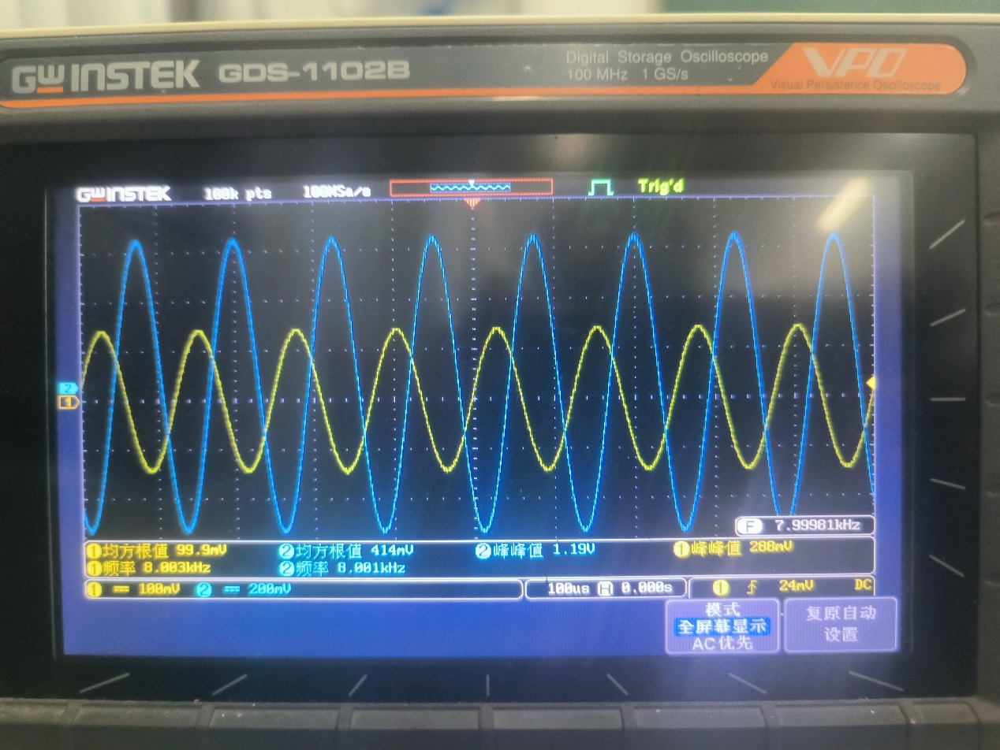 GW INSTEK GDS-1102B
Digital Storage Oscilloscope
100 MHz 1 GS/s
VPO
Visual Persistence Oscilloscope
GW INSTEK 100k pts 100MSa/s Trig'd
2
1
F 7.99981kHz
1 均方根值 99.9mV 2 均方根值 414mV 2 峰峰值 1.19V 1 峰峰值 288mV
1 频率 8.003kHz 2 频率 8.001kHz
1 100mV 2 200mV 100us H 0.000s 1 24mV DC
模式
全屏幕显示
AC优先
复原自动
设置